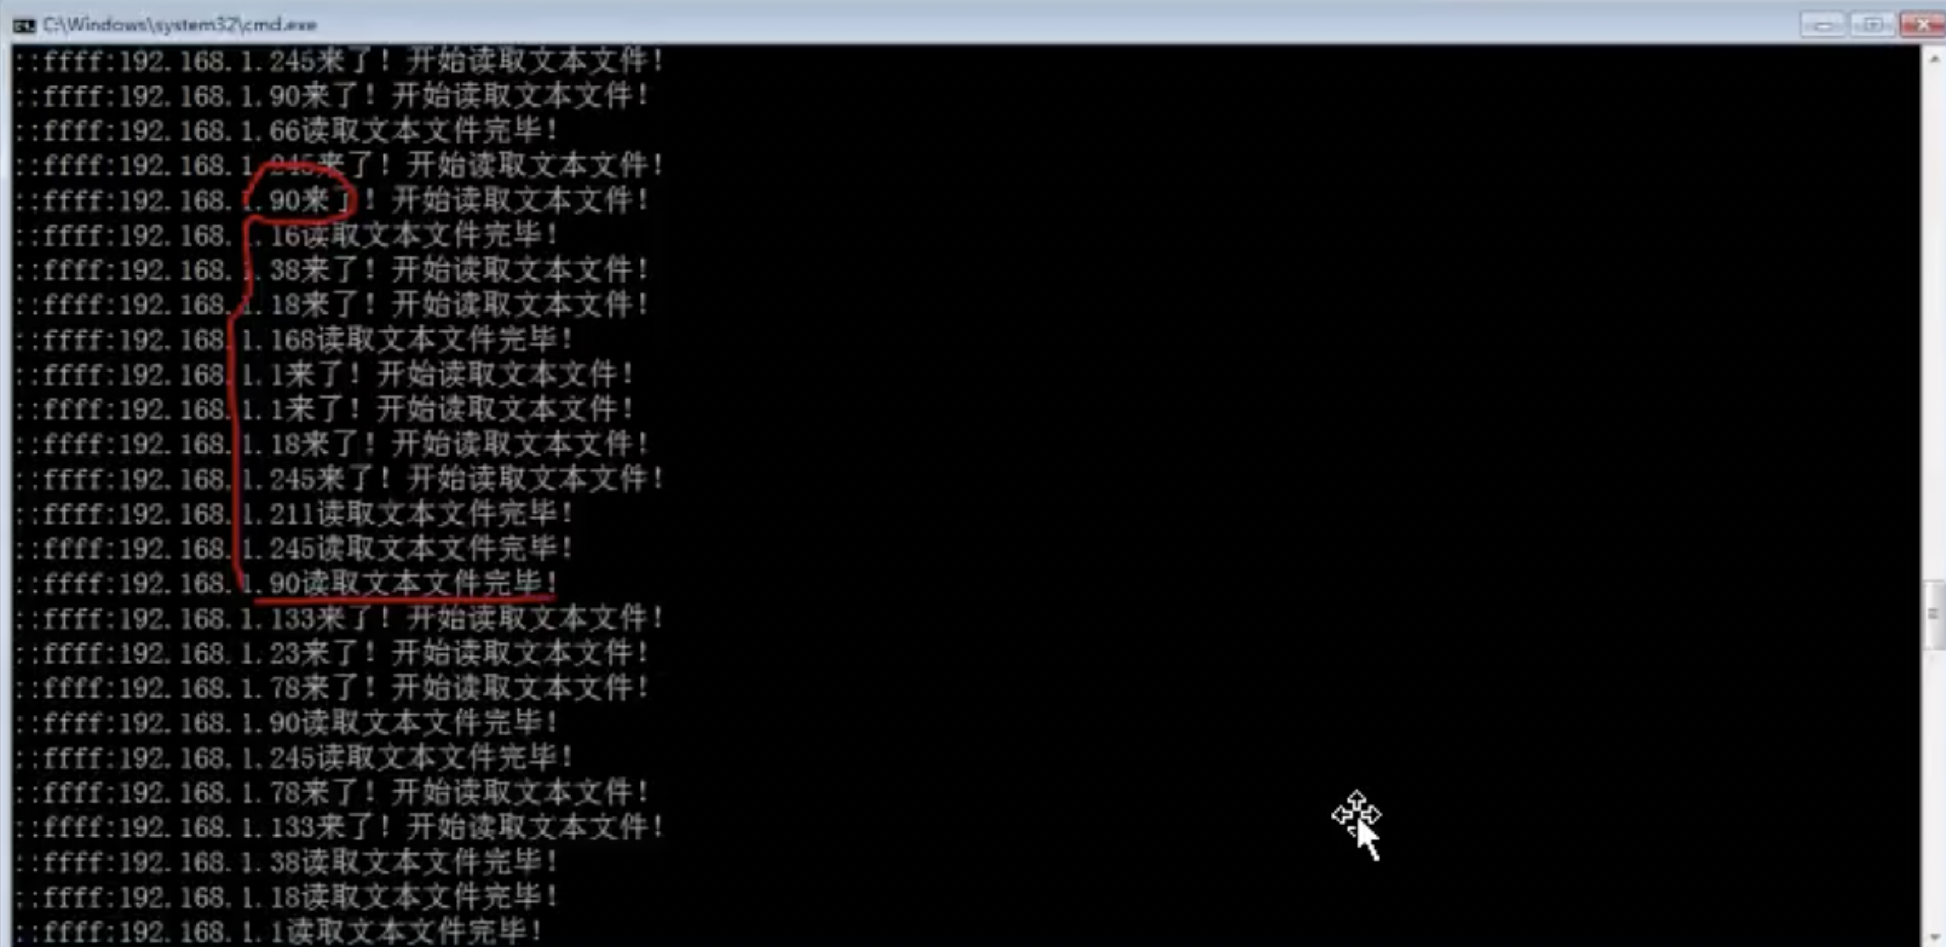 C:\Windows\system32\cmd.exe
::ffff:192.168.1.245来了！开始读取文本文件！
::ffff:192.168.1.90来了！开始读取文本文件！
::ffff:192.168.1.66读取文本文件完毕！
::ffff:192.168.1.245来了！开始读取文本文件！
::ffff:192.168.1.90来了！开始读取文本文件！
::ffff:192.168.1.16读取文本文件完毕！
::ffff:192.168.1.38来了！开始读取文本文件！
::ffff:192.168.1.18来了！开始读取文本文件！
::ffff:192.168.1.168读取文本文件完毕！
::ffff:192.168.1.1来了！开始读取文本文件！
::ffff:192.168.1.1来了！开始读取文本文件！
::ffff:192.168.1.18来了！开始读取文本文件！
::ffff:192.168.1.245来了！开始读取文本文件！
::ffff:192.168.1.211读取文本文件完毕！
::ffff:192.168.1.245读取文本文件完毕！
::ffff:192.168.1.90读取文本文件完毕！
::ffff:192.168.1.133来了！开始读取文本文件！
::ffff:192.168.1.23来了！开始读取文本文件！
::ffff:192.168.1.78来了！开始读取文本文件！
::ffff:192.168.1.90读取文本文件完毕！
::ffff:192.168.1.245读取文本文件完毕！
::ffff:192.168.1.78来了！开始读取文本文件！
::ffff:192.168.1.133来了！开始读取文本文件！
::ffff:192.168.1.38读取文本文件完毕！
::ffff:192.168.1.18读取文本文件完毕！
::ffff:192.168.1.1读取文本文件完毕！